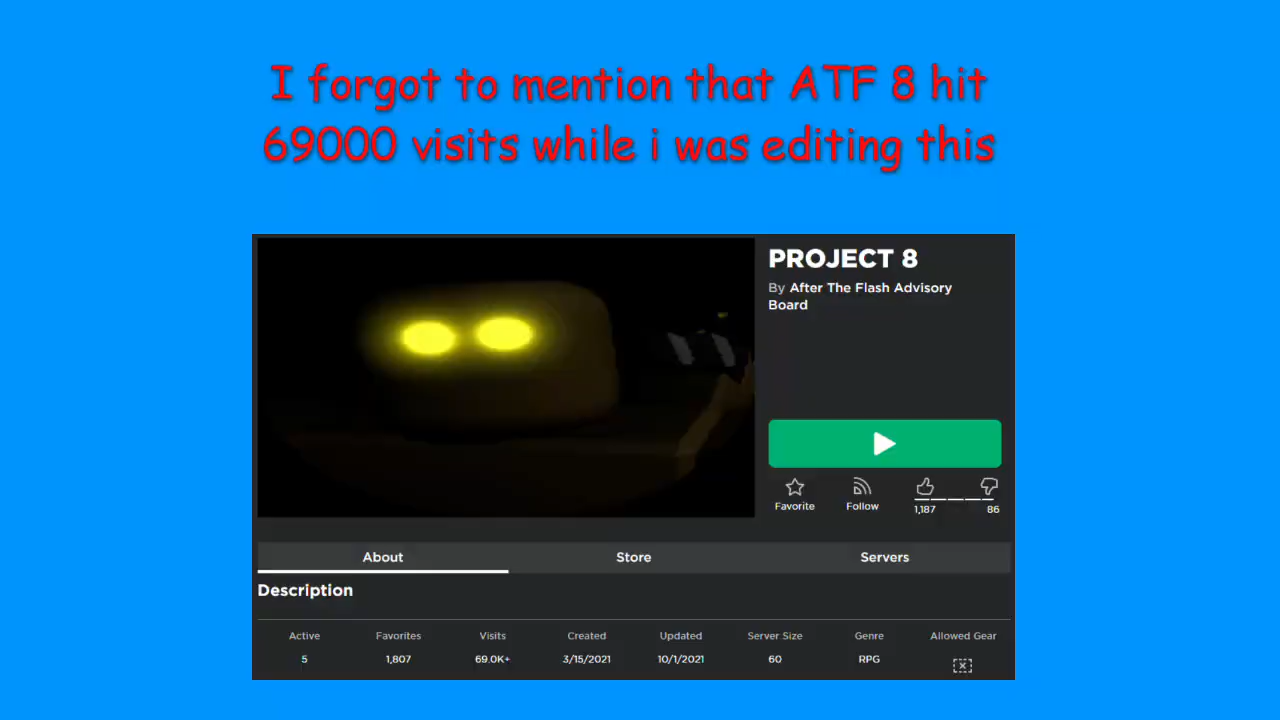 I forgot to mention that ATF 8 hit
69000 visits while i was editing this
PROJECT 8
By After The Flash Advisory
Board
Favorite
Follow
1,187
86
About
Store
Servers
Description
Active
Favorites
Visits
Created
Updated
Server Size
Genre
Allowed Gear
5
1,807
69.0K+
3/15/2021
10/1/2021
60
RPG